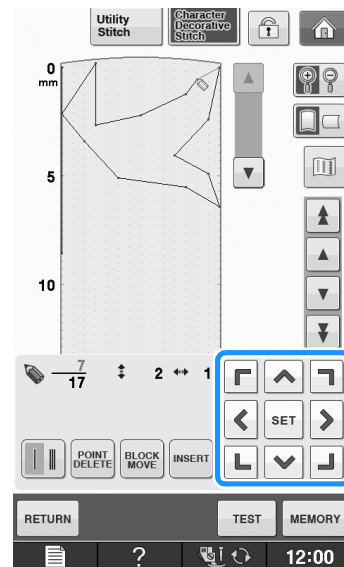 Utility
Stitch
Character
Decorative
Stitch
0
mm
5
10
7
17
2
1
SET
POINT
DELETE
BLOCK
MOVE
INSERT
RETURN
TEST
MEMORY
?
12:00